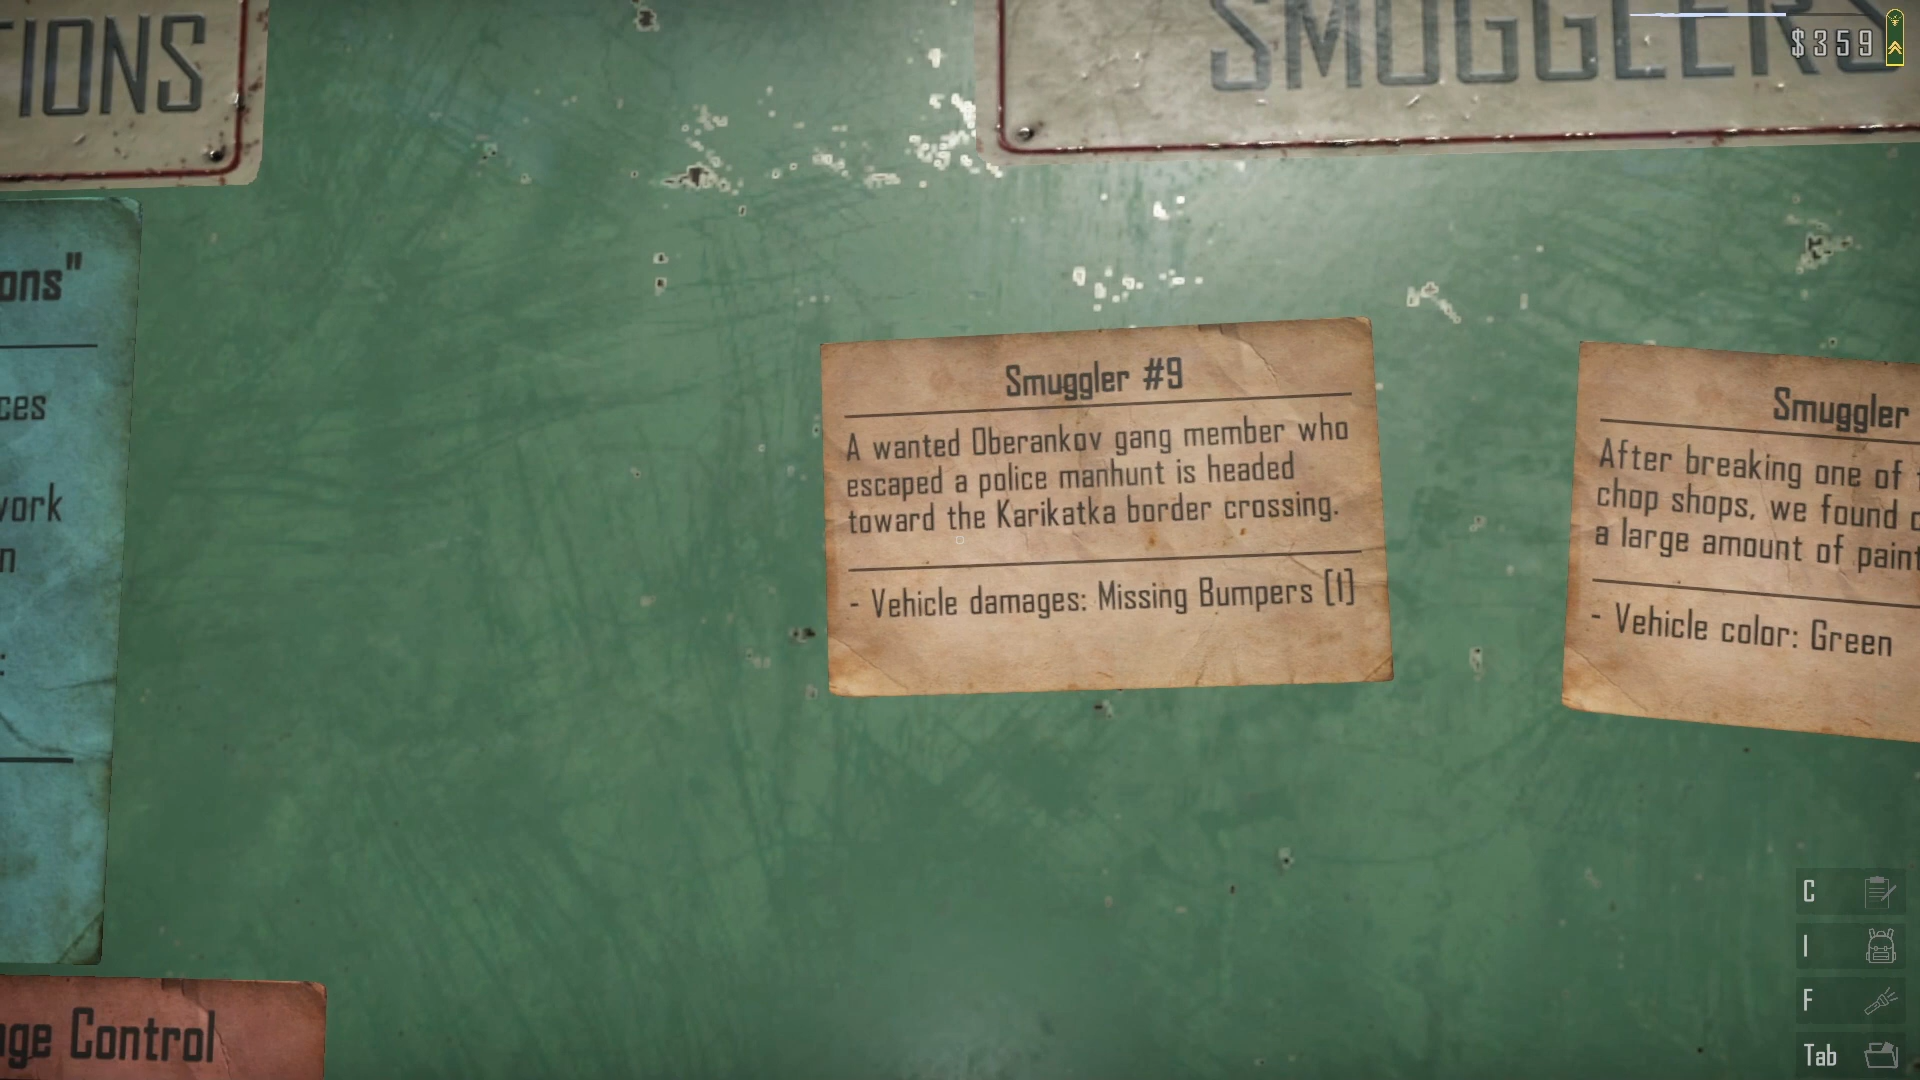 IONS
SMUGGLERS
$359
ons"
ces
work
n
:
Smuggler #9
A wanted Oberankov gang member who
escaped a police manhunt is headed
toward the Karikatka border crossing.
- Vehicle damages: Missing Bumpers [1]
Smuggler
After breaking one of
chop shops, we found
a large amount of paint
- Vehicle color: Green
ge Control
C
I
F
Tab